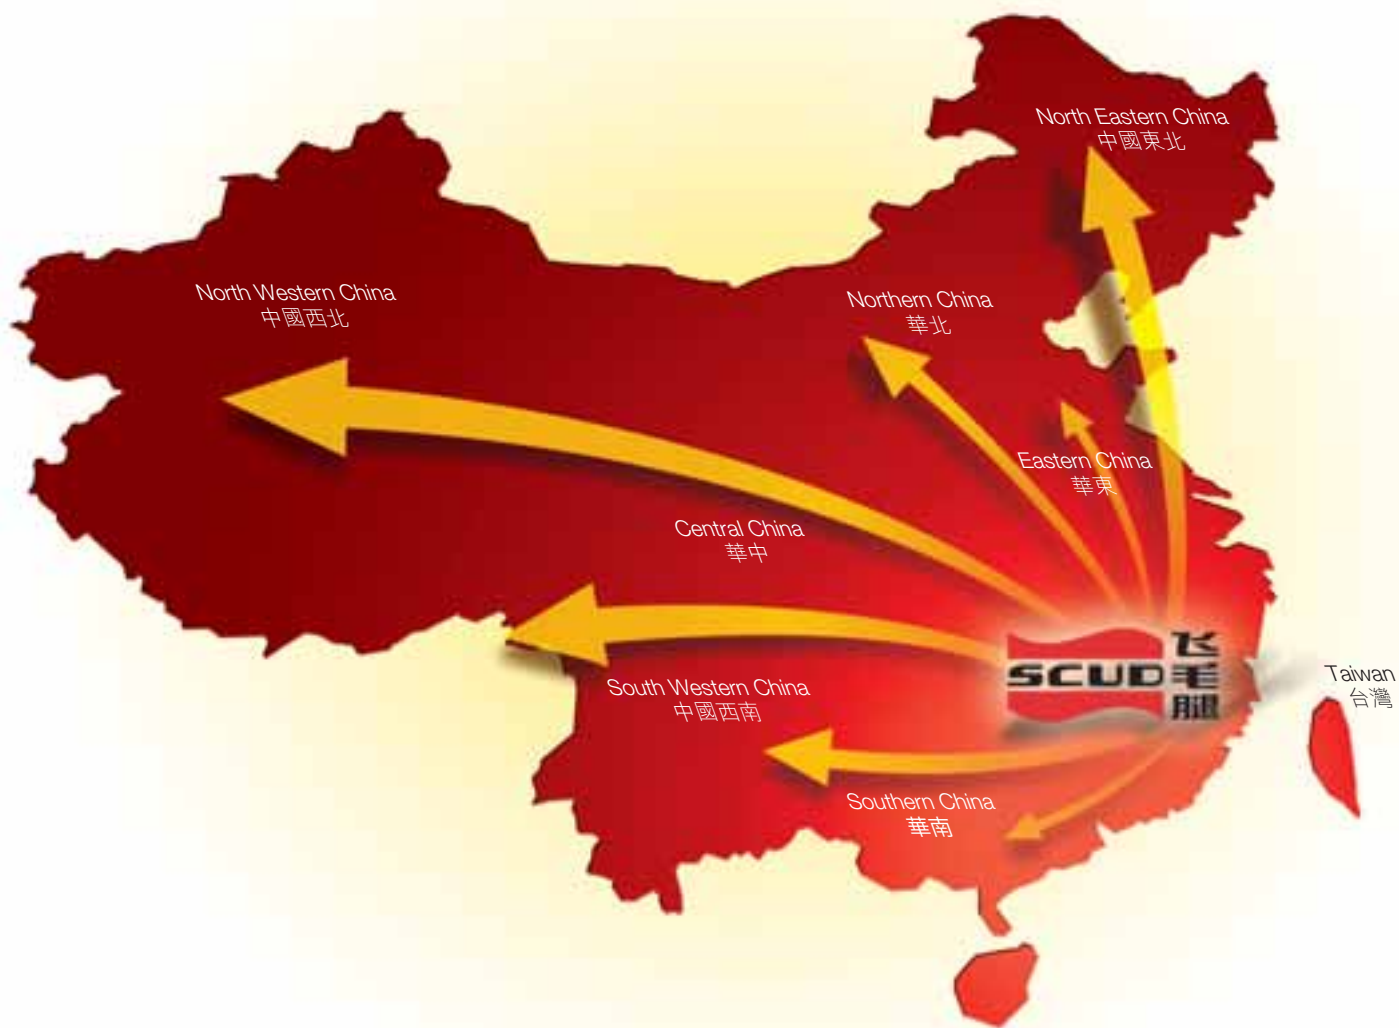 North Eastern China
中國東北
North Western China
中國西北
Northern China
華北
Eastern China
華東
Central China
華中
SCUD
飞毛腿
Taiwan
台灣
South Western China
中國西南
Southern China
華南